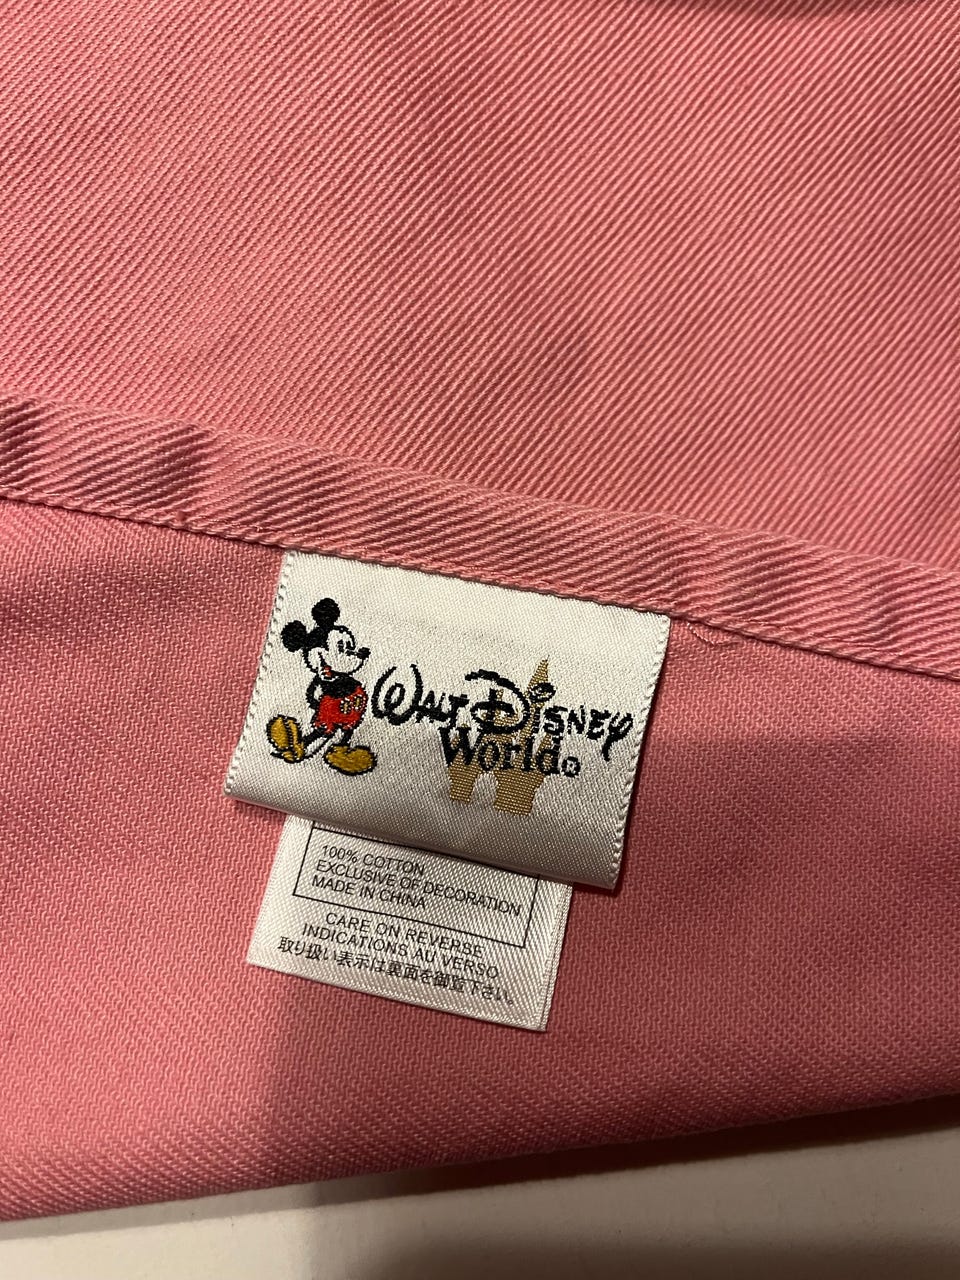 Walt Disney
World®
100% COTTON
EXCLUSIVE OF DECORATION
MADE IN CHINA
CARE ON REVERSE
INDICATIONS AU VERSO
取り扱い表示は裏面を御覧下さい。